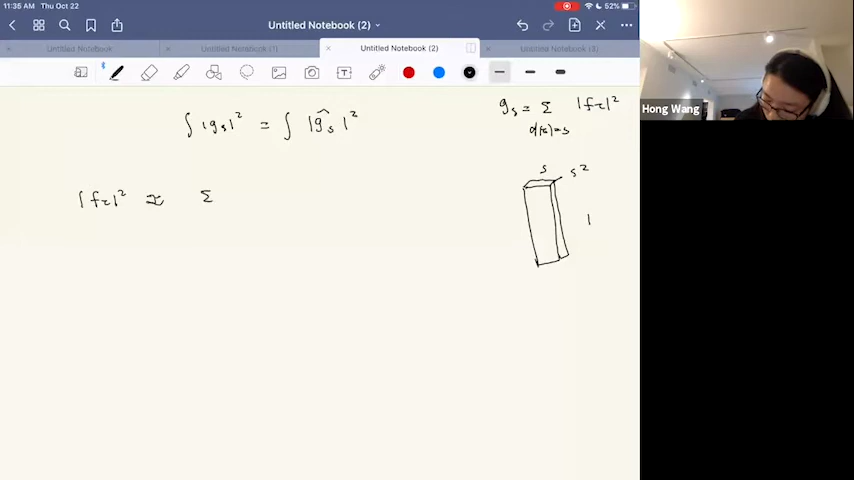 11:35 AM Thu Oct 22
52%
Untitled Notebook (2)
Untitled Notebook
Untitled Notebook (1)
Untitled Notebook (2)
Untitled Notebook (3)
Hong Wang
∫|g_s|² = ∫|ĝ_s|²
g_s = Σ |f_τ|²
d(τ)=s
s s²
|f_τ|² ≈ Σ
1